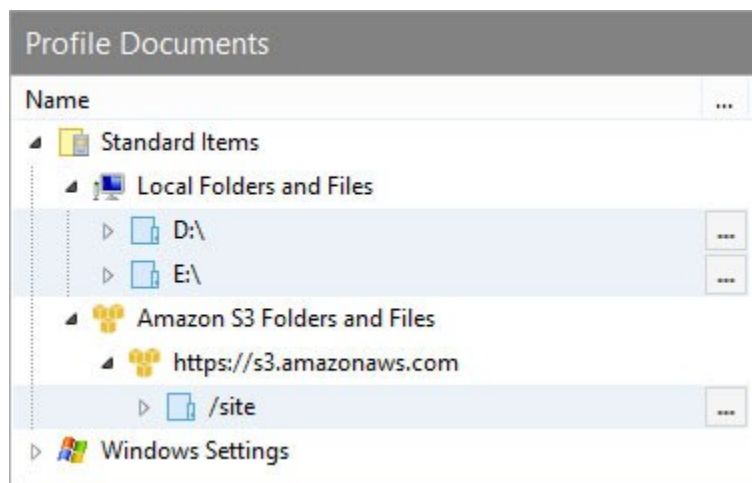 Profile Documents
Name ...
Standard Items
Local Folders and Files
D:\ ...
E:\ ...
Amazon S3 Folders and Files
https://s3.amazonaws.com
/site ...
Windows Settings